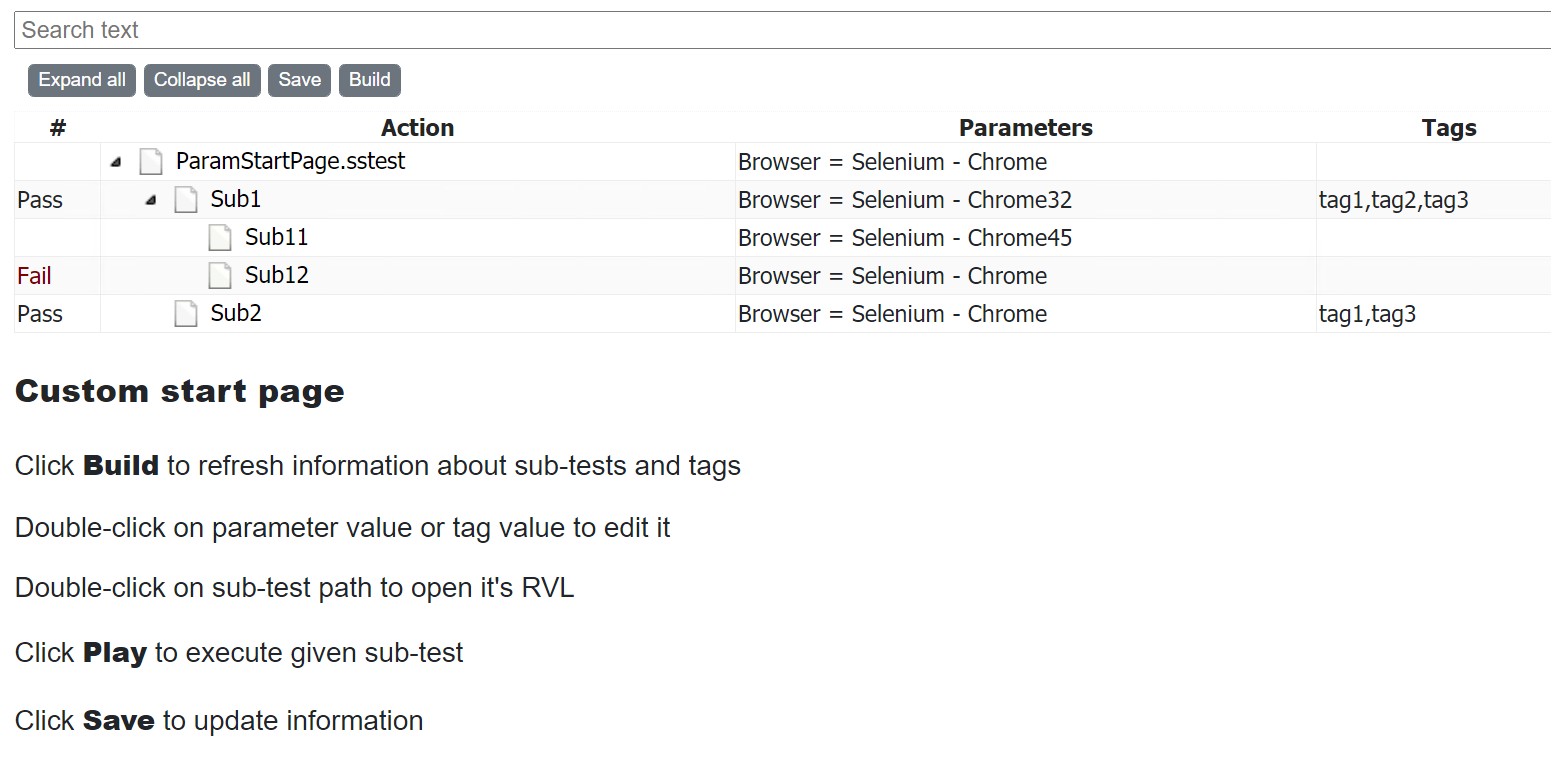 Search text
Expand all Collapse all Save Build
# Action Parameters Tags
ParamStartPage.sstest Browser = Selenium - Chrome
Pass Sub1 Browser = Selenium - Chrome32 tag1,tag2,tag3
Sub11 Browser = Selenium - Chrome45
Fail Sub12 Browser = Selenium - Chrome
Pass Sub2 Browser = Selenium - Chrome tag1,tag3
Custom start page
Click Build to refresh information about sub-tests and tags
Double-click on parameter value or tag value to edit it
Double-click on sub-test path to open it's RVL
Click Play to execute given sub-test
Click Save to update information